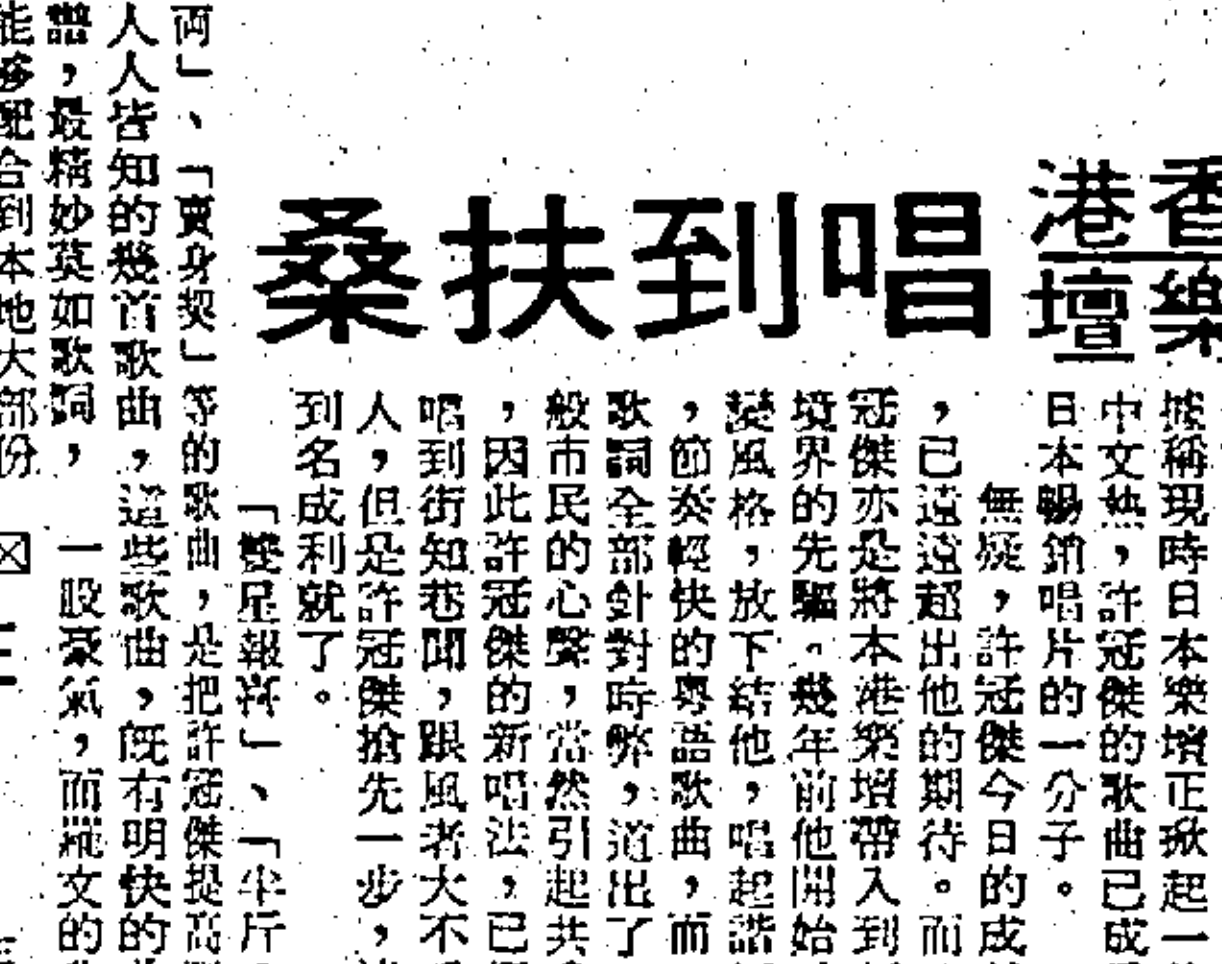 香港
樂壇
唱到扶桑
據稱現時日本樂壇正掀起一
中文熱，許冠傑的歌曲已成
日本暢銷唱片的一分子。
無疑，許冠傑今日的成
，已遠遠超出他的期待。而
冠傑亦是將本港樂壇帶入到
境界的先驅。幾年前他開始
變風格，放下結他，唱起諧
，節奏輕快的粵語歌曲，而
歌詞全部針對時弊，道出了
般市民的心聲，當然引起共
，因此許冠傑的新唱法，已
唱到街知巷聞，跟風者大不
人，但是許冠傑搶先一步，
到名成利就了。
「雙星報喜」、「半斤
両」、「賣身契」等的歌曲，是把許冠傑提高
人人皆知的幾首歌曲，這些歌曲，既有明快的
譜，最精妙莫如歌詞，一股豪氣，而縱文的
能夠配合到本地大部份